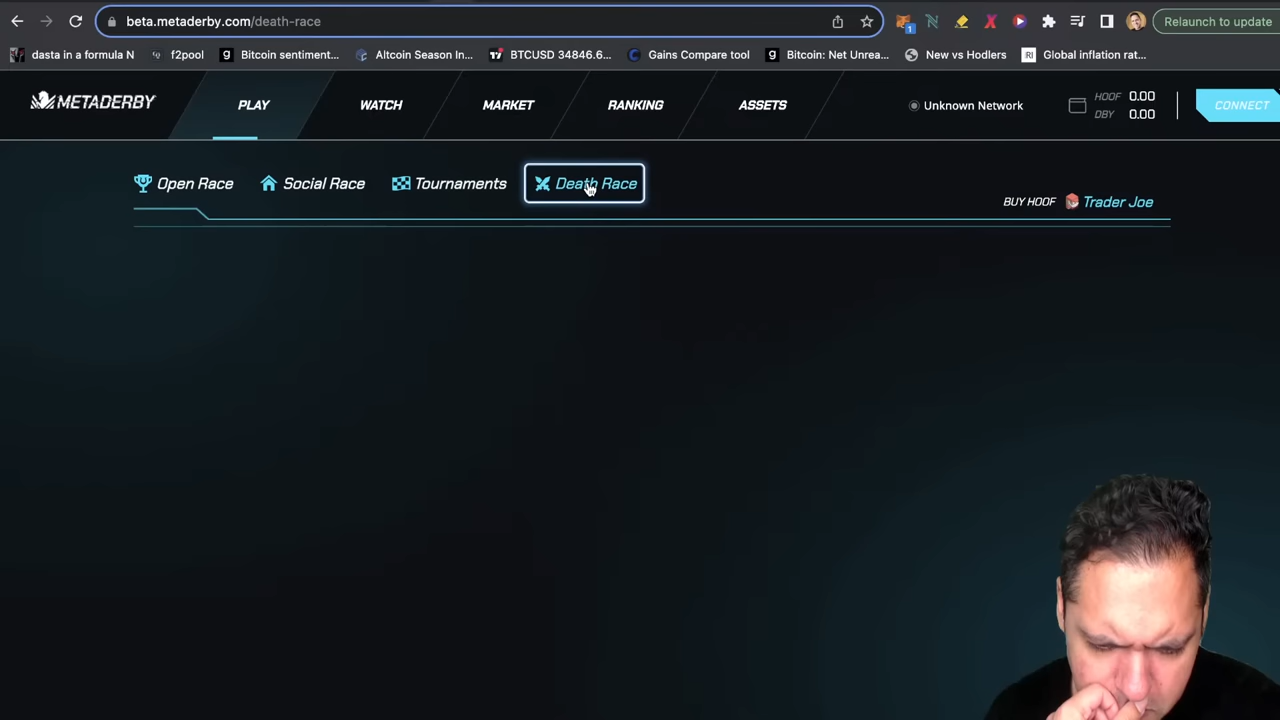 beta.metaderby.com/death-race
Relaunch to update
dasta in a formula N
f2pool
Bitcoin sentiment...
Altcoin Season In...
BTCUSD 34846.6...
Gains Compare tool
Bitcoin: Net Unrea...
New vs Hodlers
Global inflation rat...
METADERBY
PLAY
WATCH
MARKET
RANKING
ASSETS
Unknown Network
HOOF 0.00
DBY 0.00
CONNECT
Open Race
Social Race
Tournaments
Death Race
BUY HOOF Trader Joe